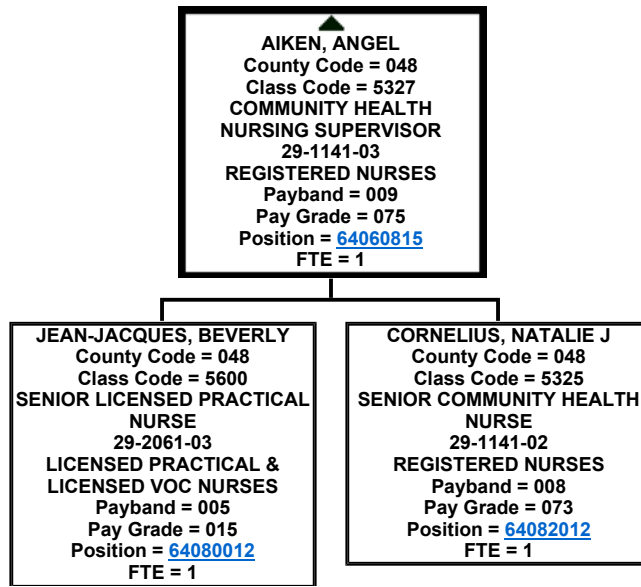 AIKEN, ANGEL
County Code = 048
Class Code = 5327
COMMUNITY HEALTH
NURSING SUPERVISOR
29-1141-03
REGISTERED NURSES
Payband = 009
Pay Grade = 075
Position = 64060815
FTE = 1
JEAN-JACQUES, BEVERLY
County Code = 048
Class Code = 5600
SENIOR LICENSED PRACTICAL
NURSE
29-2061-03
LICENSED PRACTICAL &
LICENSED VOC NURSES
Payband = 005
Pay Grade = 015
Position = 64080012
FTE = 1
CORNELIUS, NATALIE J
County Code = 048
Class Code = 5325
SENIOR COMMUNITY HEALTH
NURSE
29-1141-02
REGISTERED NURSES
Payband = 008
Pay Grade = 073
Position = 64082012
FTE = 1